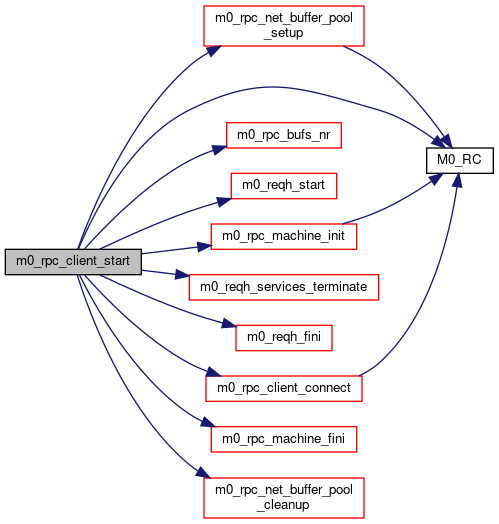 m0_rpc_net_buffer_pool
_setup
m0_rpc_bufs_nr
M0_RC
m0_reqh_start
m0_rpc_machine_init
m0_rpc_client_start
m0_reqh_services_terminate
m0_reqh_fini
m0_rpc_client_connect
m0_rpc_machine_fini
m0_rpc_net_buffer_pool
_cleanup